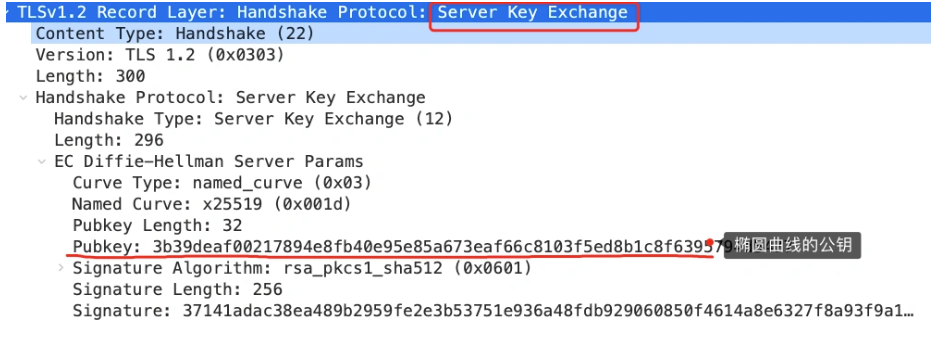 TLSv1.2 Record Layer: Handshake Protocol: Server Key Exchange
Content Type: Handshake (22)
Version: TLS 1.2 (0x0303)
Length: 300
Handshake Protocol: Server Key Exchange
Handshake Type: Server Key Exchange (12)
Length: 296
EC Diffie-Hellman Server Params
Curve Type: named_curve (0x03)
Named Curve: x25519 (0x001d)
Pubkey Length: 32
Pubkey: 3b39deaf00217894e8fb40e95e85a673eaf66c8103f5ed8b1c8f639579 椭圆曲线的公钥
Signature Algorithm: rsa_pkcs1_sha512 (0x0601)
Signature Length: 256
Signature: 37141adac38ea489b2959fe2e3b53751e936a48fdb929060850f4614a8e6327f8a93f9a1…